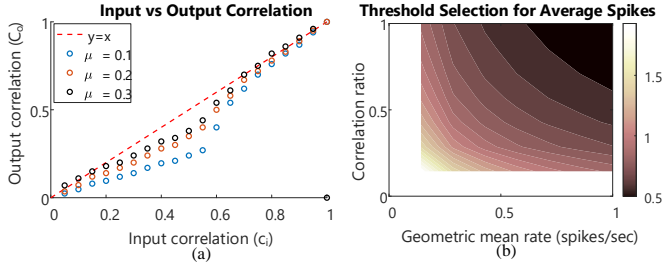 Input vs Output Correlation
Output correlation (Cₒ)
1
0.5
0
y=x
μ = 0.1
μ = 0.2
μ = 0.3
0 0.2 0.4 0.6 0.8 1
Input correlation (cᵢ)
(a)
Threshold Selection for Average Spikes
Correlation ratio
1
0.5
0
0 0.5 1
Geometric mean rate (spikes/sec)
(b)
1.5
1
0.5